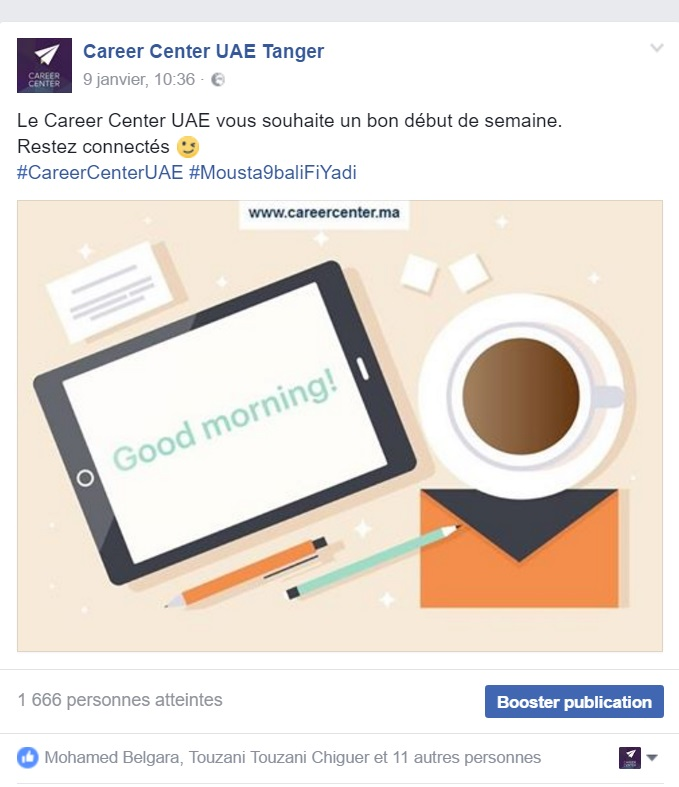 CAREER
CENTER
Career Center UAE Tanger
9 janvier, 10:36 ·
Le Career Center UAE vous souhaite un bon début de semaine.
Restez connectés 😉
#CareerCenterUAE #Mousta9baliFiYadi
www.careercenter.ma
Good morning!
1 666 personnes atteintes
Booster publication
Mohamed Belgara, Touzani Touzani Chiguer et 11 autres personnes